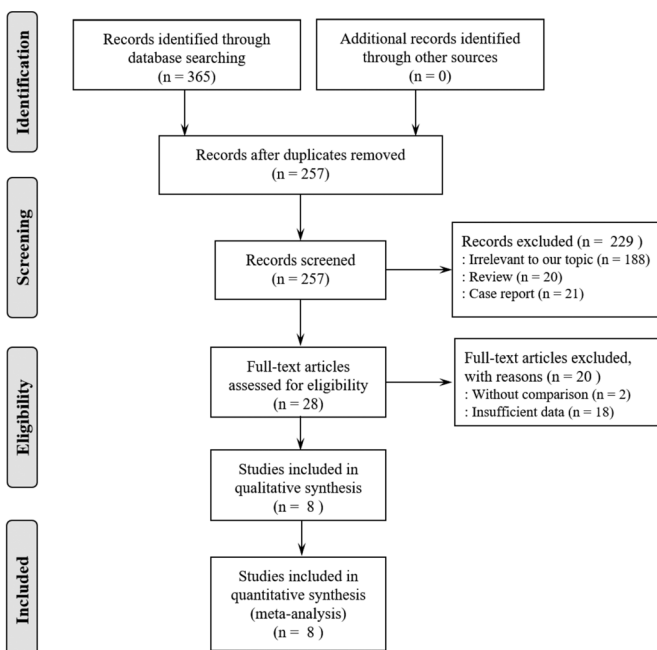 Identification
Records identified through
database searching
(n = 365)
Additional records identified
through other sources
(n = 0)
Records after duplicates removed
(n = 257)
Screening
Records screened
(n = 257)
Records excluded (n = 229 )
: Irrelevant to our topic (n = 188)
: Review (n = 20)
: Case report (n = 21)
Eligibility
Full-text articles
assessed for eligibility
(n = 28)
Full-text articles excluded,
with reasons (n = 20 )
: Without comparison (n = 2)
: Insufficient data (n = 18)
Studies included in
qualitative synthesis
(n = 8 )
Included
Studies included in
quantitative synthesis
(meta-analysis)
(n = 8 )